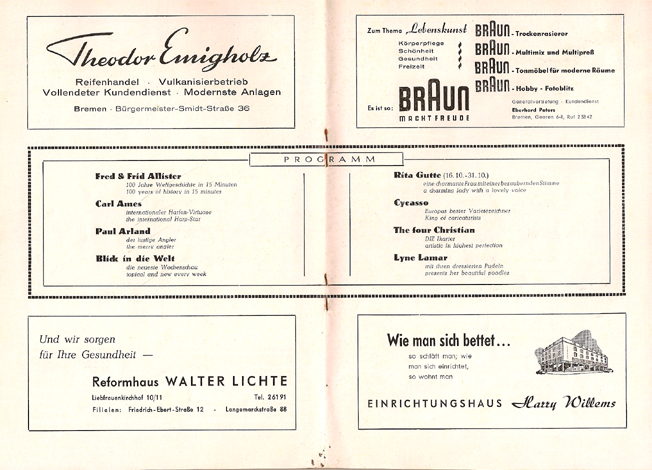 Theodor Emigholz
Reifenhandel · Vulkanisierbetrieb
Vollendeter Kundendienst · Modernste Anlagen
Bremen · Bürgermeister-Smidt-Straße 36
Zum Thema Lebenskunst
Körperpflege
Schönheit
Gesundheit
Freizeit
BRAUN - Trockenrasierer
BRAUN - Multimix und Multipreß
BRAUN - Tonmöbel für moderne Räume
BRAUN - Hobby - Fotoblitz
Es ist so: BRAUN
MACHT FREUDE
Generalvertretung · Kundendienst
Eberhard Peters
Bremen, Geeren 6-8, Ruf
PROGRAMM
Fred & Frid Allister
100 Jahre Weltgeschichte in 15 Minuten
100 years of history in 15 minutes
Carl Ames
internationaler Harfen-Virtuose
the international Harp-Star
Paul Arland
der lustige Angler
the merry angler
Blick in die Welt
die neueste Wochenschau
topical and new every week
Rita Gutte (16.10.-31.10.)
eine charmante Frau mit einer bezaubernden Stimme
a charming lady with a lovely voice
Cycasso
Europas bester Varietézeichner
King of caricaturists
The four Christian
DIE Ikarier
artistic in highest perfection
Lyne Lamar
mit ihren dressierten Pudeln
presents her beautiful poodles
Und wir sorgen
für Ihre Gesundheit —
Reformhaus WALTER LICHTE
Liebfrauenkirchhof 10/11 Tel. 26191
Filialen: Friedrich-Ebert-Straße 12 · Langemarckstraße 88
Wie man sich bettet...
so schläft man; wie
man sich einrichtet,
so wohnt man
EINRICHTUNGSHAUS Harry Willems